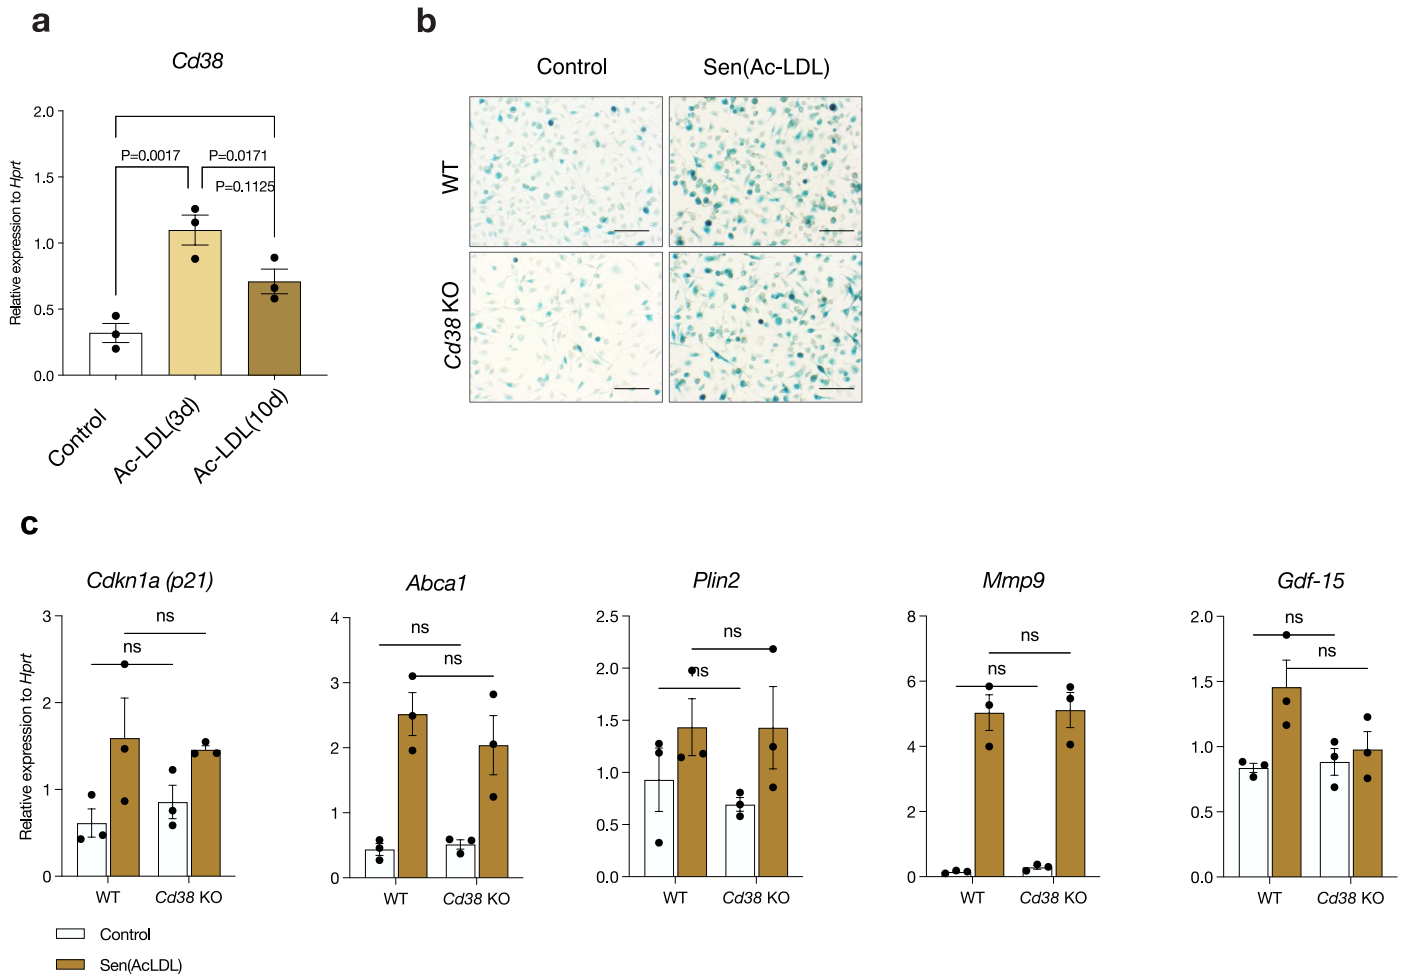 a
Cd38
Relative expression to Hprt
2.0
1.5
1.0
0.5
0.0
P=0.0017
P=0.0171
P=0.1125
Control
Ac-LDL(3d)
Ac-LDL(10d)
b
Control
Sen(Ac-LDL)
WT
Cd38 KO
c
Relative expression to Hprt
Cdkn1a (p21)
3
2
1
0
ns
ns
WT
Cd38 KO
Abca1
4
3
2
1
0
ns
ns
WT
Cd38 KO
Plin2
2.5
2.0
1.5
1.0
0.5
0.0
ns
ns
WT
Cd38 KO
Mmp9
8
6
4
2
0
ns
ns
WT
Cd38 KO
Gdf-15
2.0
1.5
1.0
0.5
0.0
ns
ns
WT
Cd38 KO
Control
Sen(AcLDL)